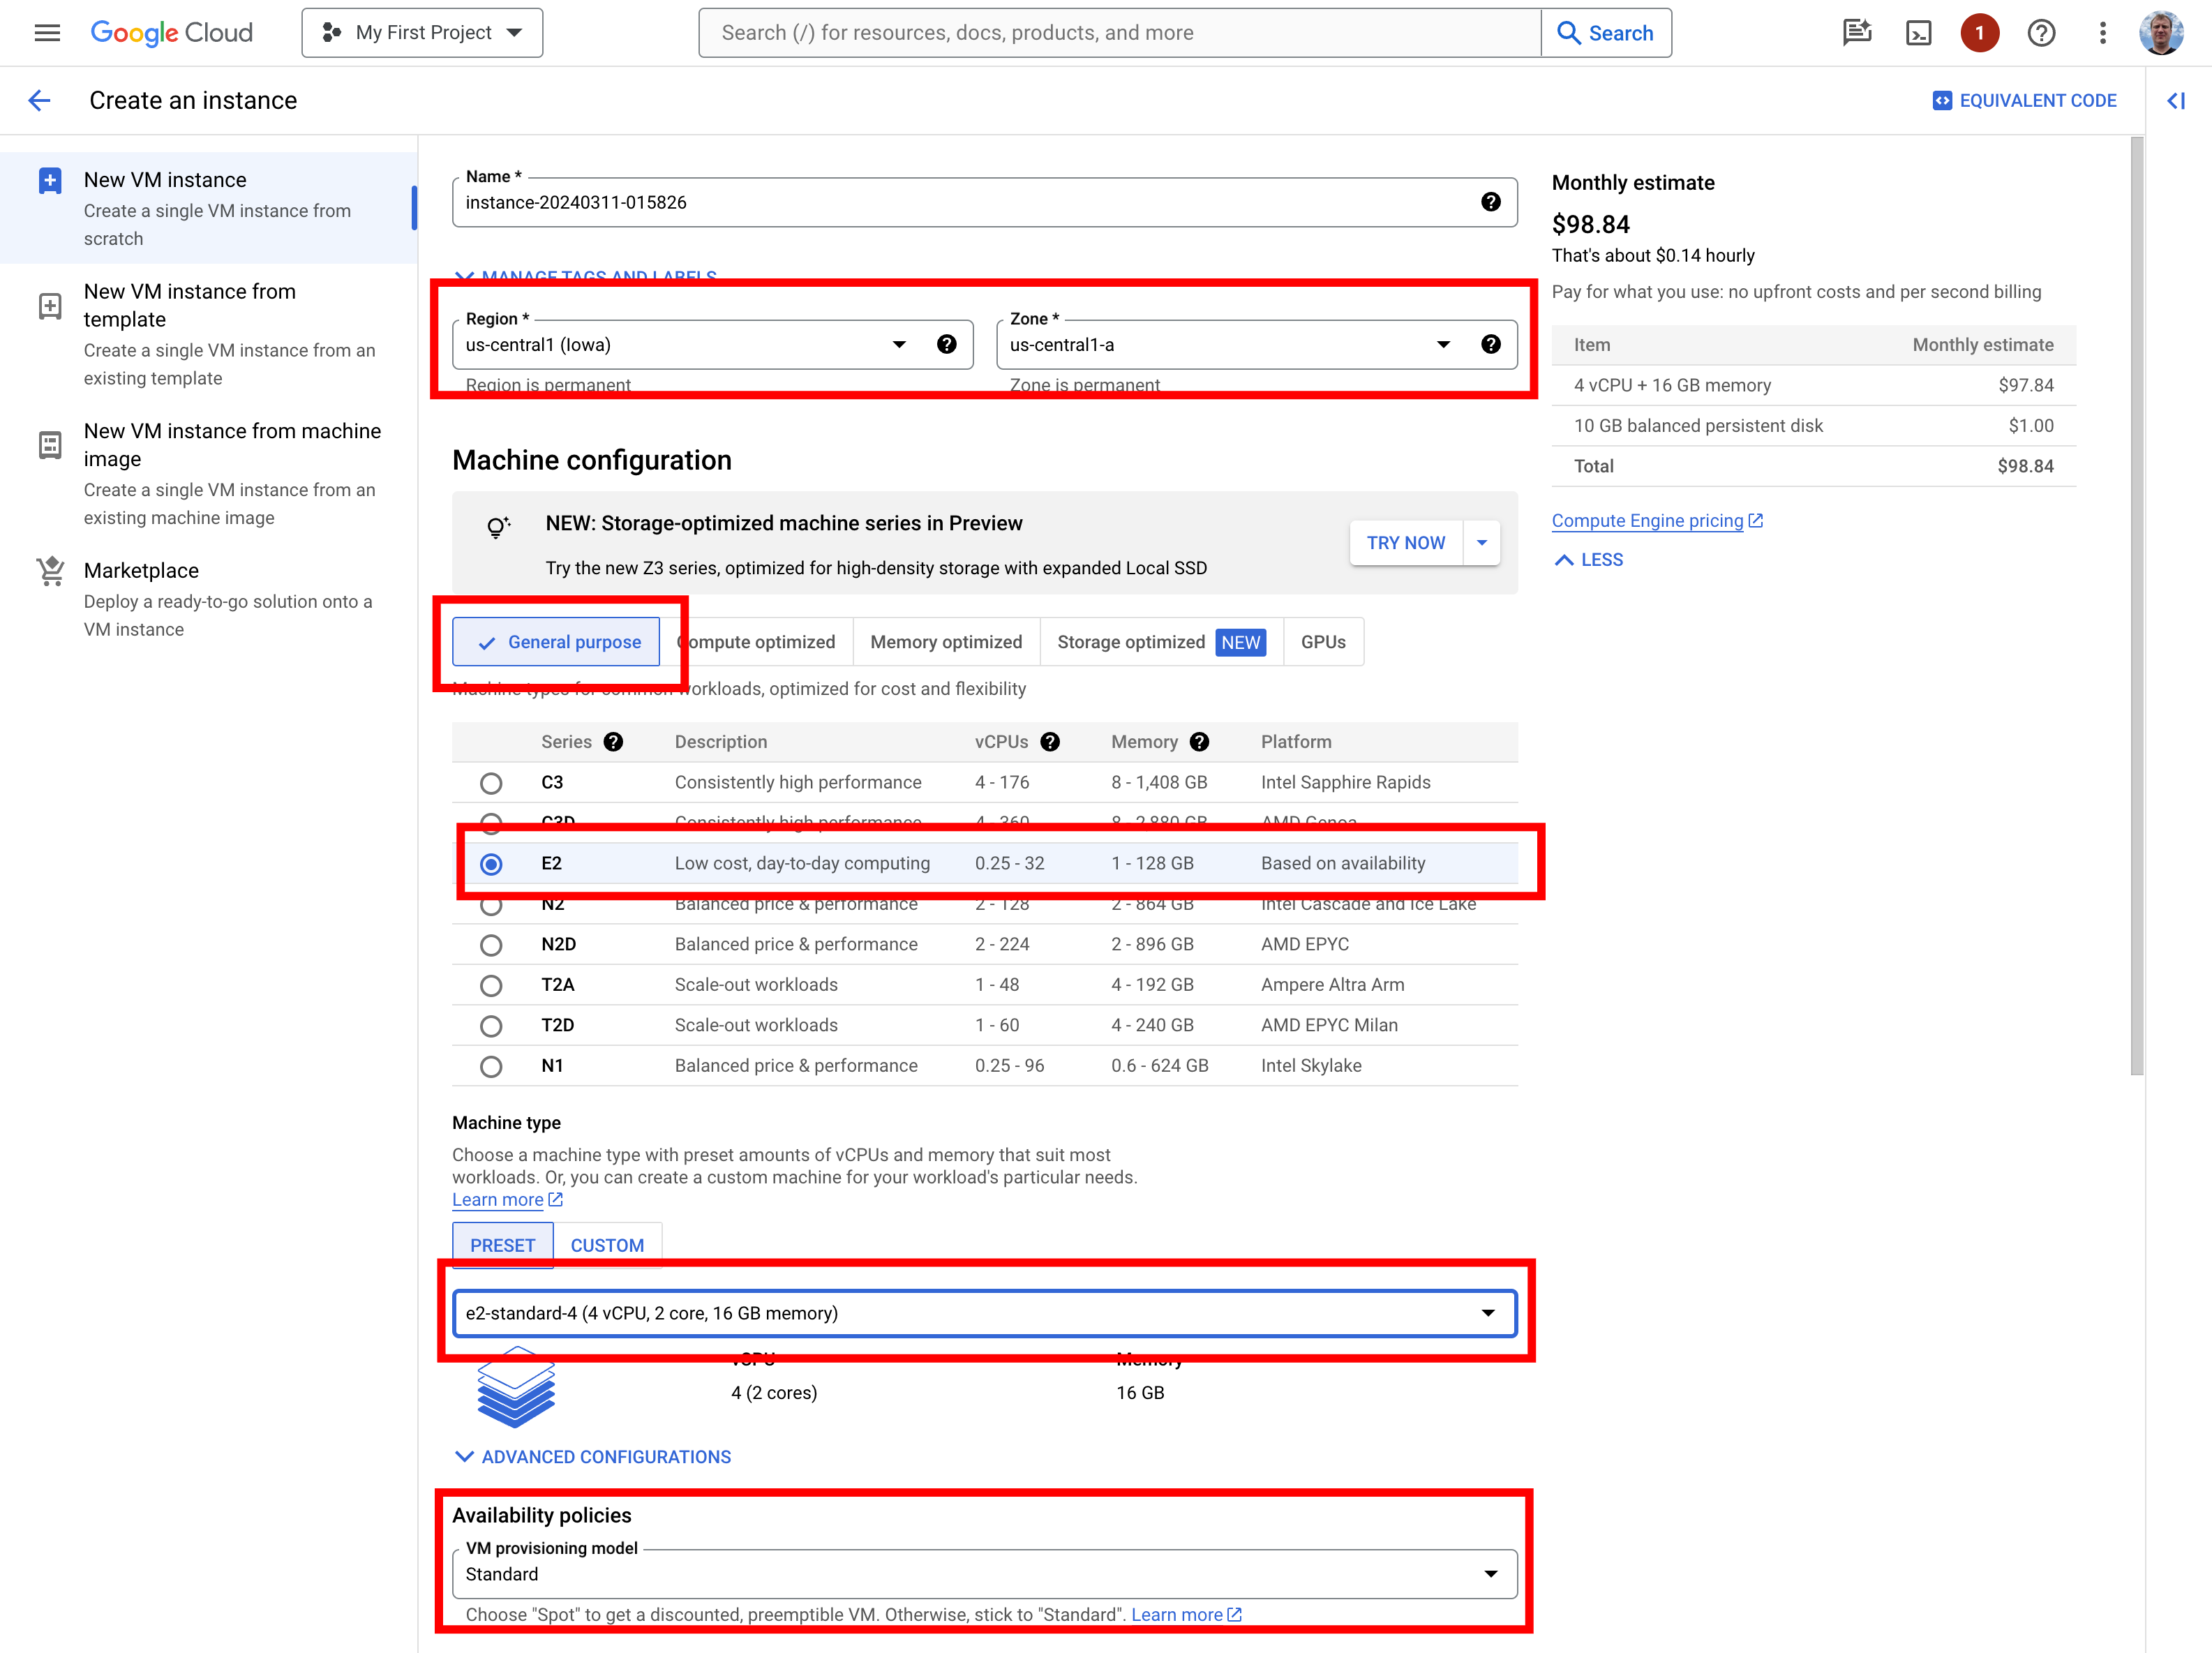 Google Cloud
My First Project
Search (/) for resources, docs, products, and more
Search
1
Create an instance
EQUIVALENT CODE
New VM instance
Create a single VM instance from
scratch
New VM instance from
template
Create a single VM instance from an
existing template
New VM instance from machine
image
Create a single VM instance from an
existing machine image
Marketplace
Deploy a ready-to-go solution onto a
VM instance
Name *
instance-20240311-015826
MANAGE TAGS AND LABELS
Region *
us-central1 (Iowa)
Region is permanent
Zone *
us-central1-a
Zone is permanent
Machine configuration
NEW: Storage-optimized machine series in Preview
Try the new Z3 series, optimized for high-density storage with expanded Local SSD
TRY NOW
General purpose
Compute optimized
Memory optimized
Storage optimized NEW
GPUs
Machine types for common workloads, optimized for cost and flexibility
Series Description vCPUs Memory Platform
C3 Consistently high performance 4 - 176 8 - 1,408 GB Intel Sapphire Rapids
C3D Consistently high performance 4 - 360 8 - 2,880 GB AMD Genoa
E2 Low cost, day-to-day computing 0.25 - 32 1 - 128 GB Based on availability
N2 Balanced price & performance 2 - 128 2 - 864 GB Intel Cascade and Ice Lake
N2D Balanced price & performance 2 - 224 2 - 896 GB AMD EPYC
T2A Scale-out workloads 1 - 48 4 - 192 GB Ampere Altra Arm
T2D Scale-out workloads 1 - 60 4 - 240 GB AMD EPYC Milan
N1 Balanced price & performance 0.25 - 96 0.6 - 624 GB Intel Skylake
Machine type
Choose a machine type with preset amounts of vCPUs and memory that suit most
workloads. Or, you can create a custom machine for your workload's particular needs.
Learn more
PRESET
CUSTOM
e2-standard-4 (4 vCPU, 2 core, 16 GB memory)
vCPU
4 (2 cores)
Memory
16 GB
ADVANCED CONFIGURATIONS
Availability policies
VM provisioning model
Standard
Choose "Spot" to get a discounted, preemptible VM. Otherwise, stick to "Standard". Learn more
Monthly estimate
$98.84
That's about $0.14 hourly
Pay for what you use: no upfront costs and per second billing
Item Monthly estimate
4 vCPU + 16 GB memory $97.84
10 GB balanced persistent disk $1.00
Total $98.84
Compute Engine pricing
LESS